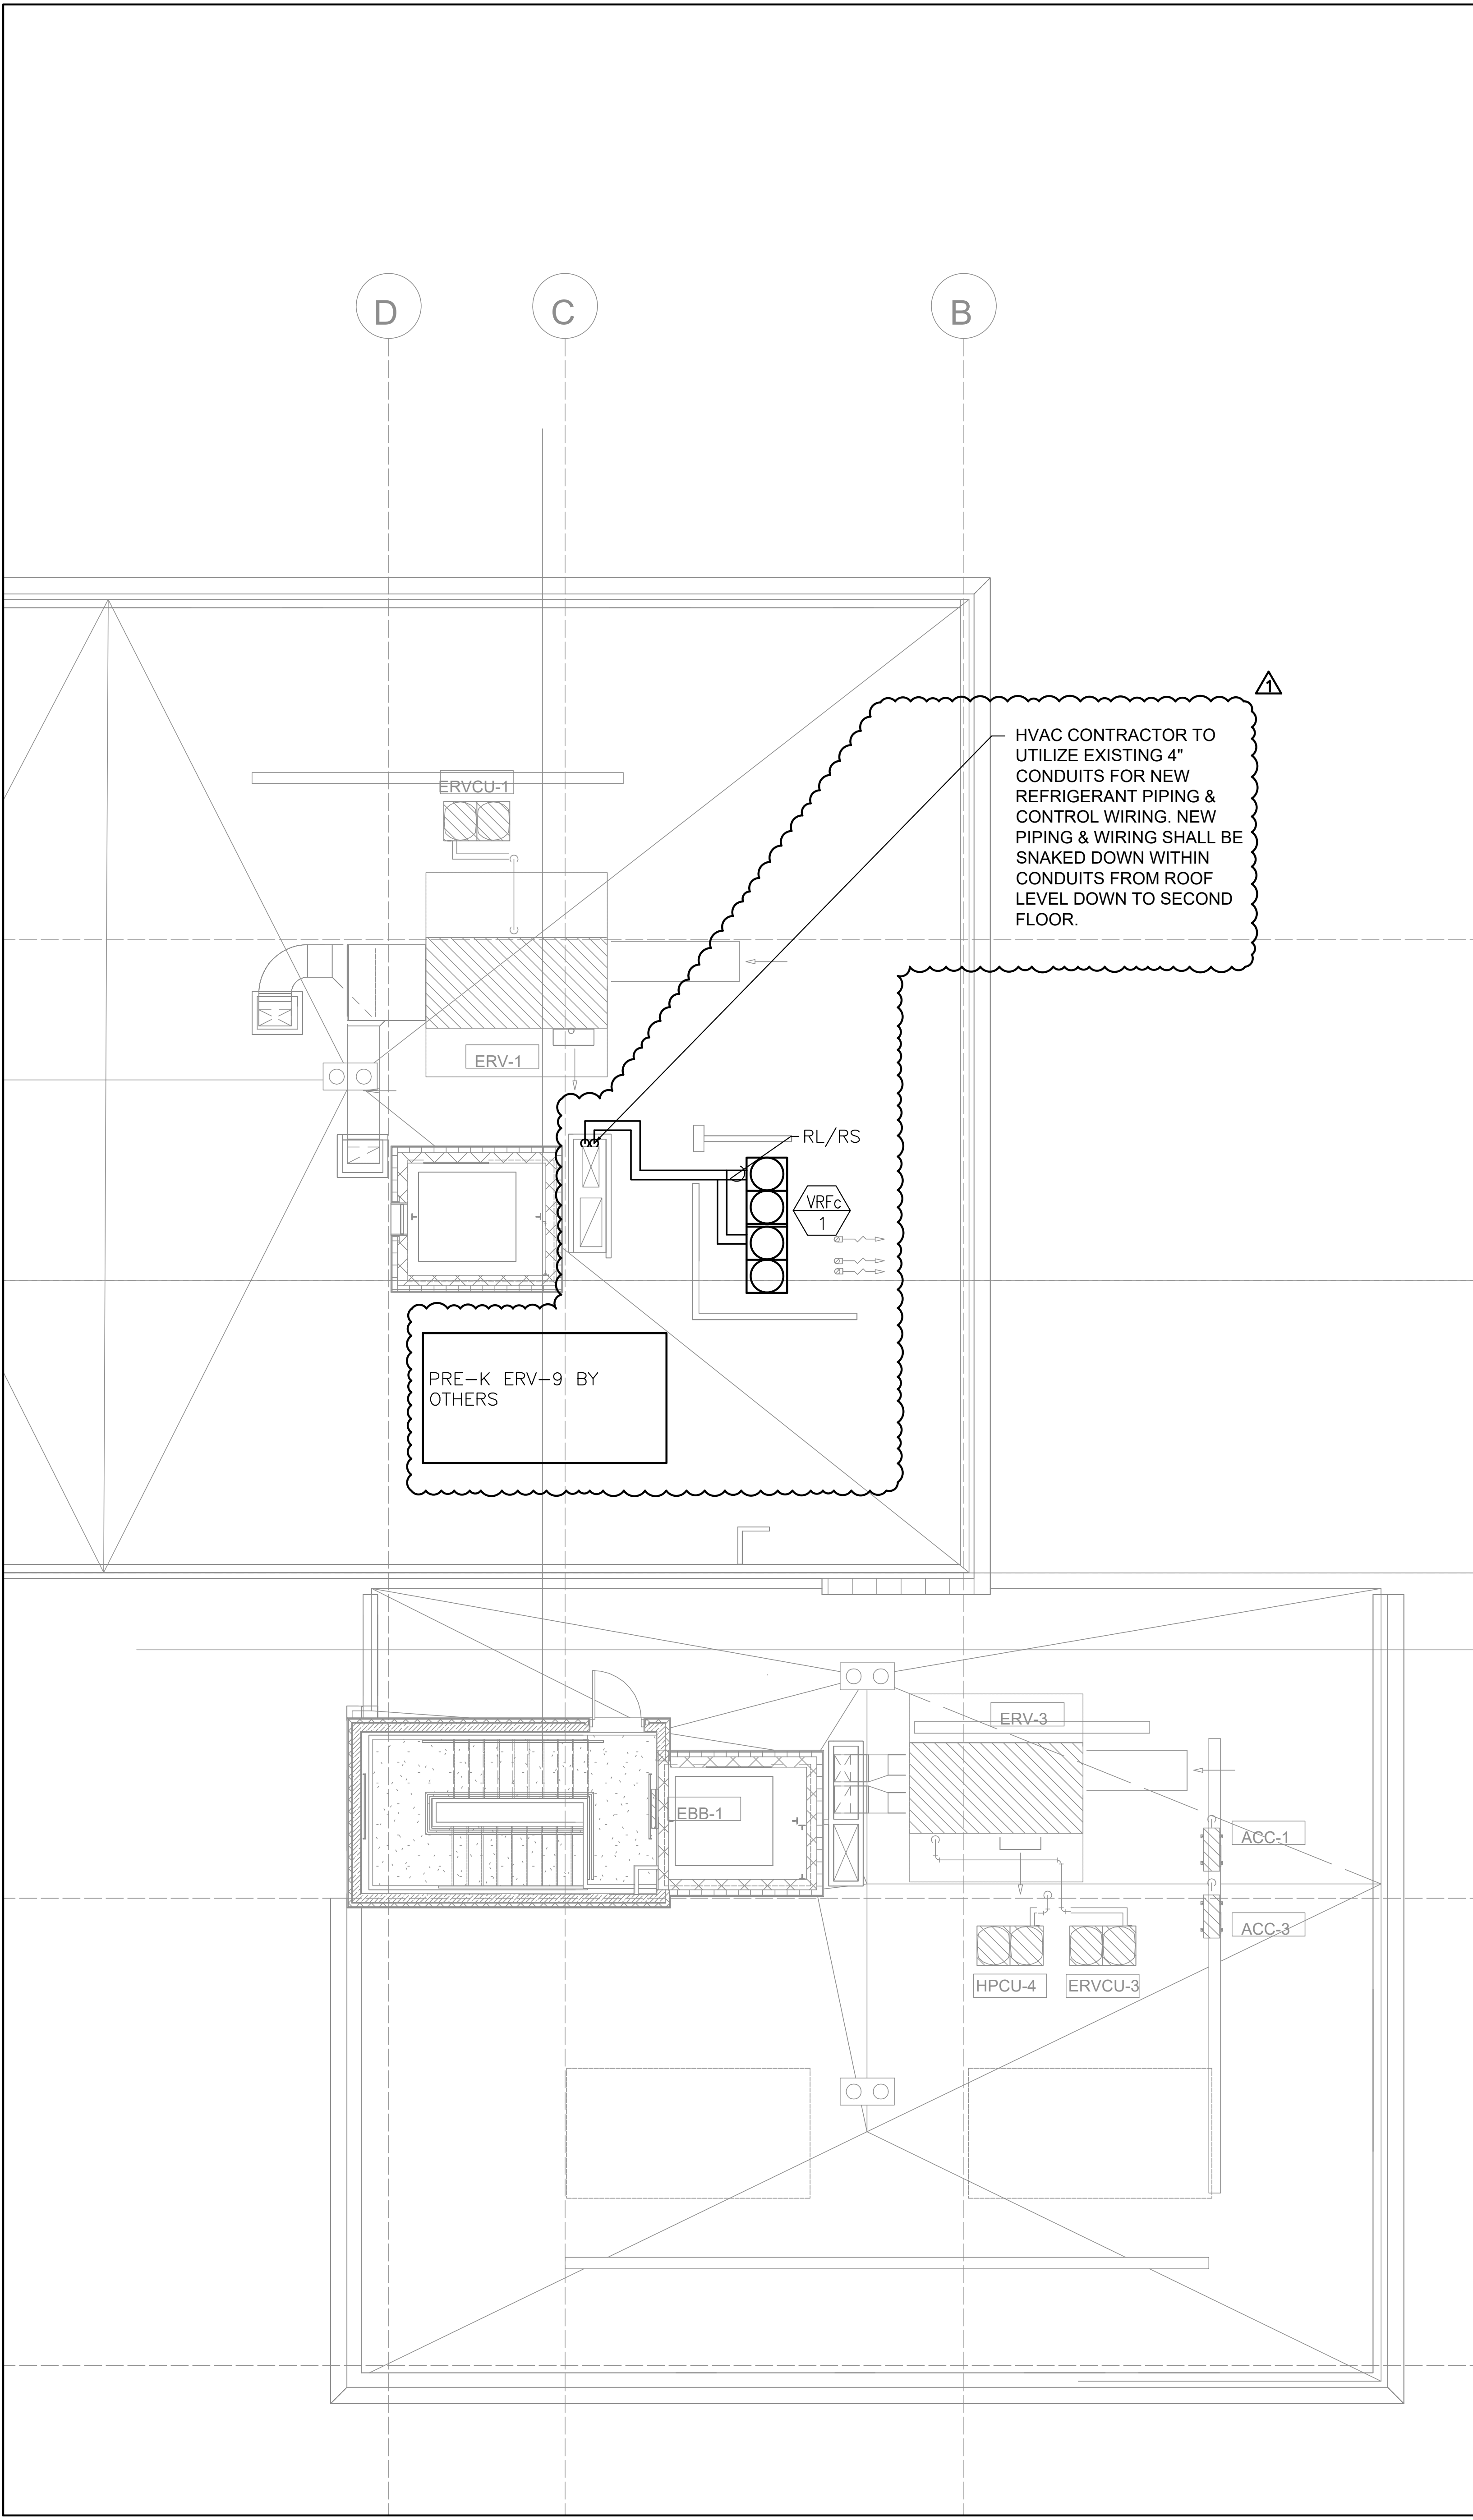 D
C
B
1
HVAC CONTRACTOR TO
UTILIZE EXISTING 4"
CONDUITS FOR NEW
REFRIGERANT PIPING &
CONTROL WIRING. NEW
PIPING & WIRING SHALL BE
SNAKED DOWN WITHIN
CONDUITS FROM ROOF
LEVEL DOWN TO SECOND
FLOOR.
ERVCU-1
ERV-1
RL/RS
VRFc
1
PRE-K ERV-9 BY
OTHERS
ERV-3
EBB-1
ACC-1
ACC-3
HPCU-4
ERVCU-3